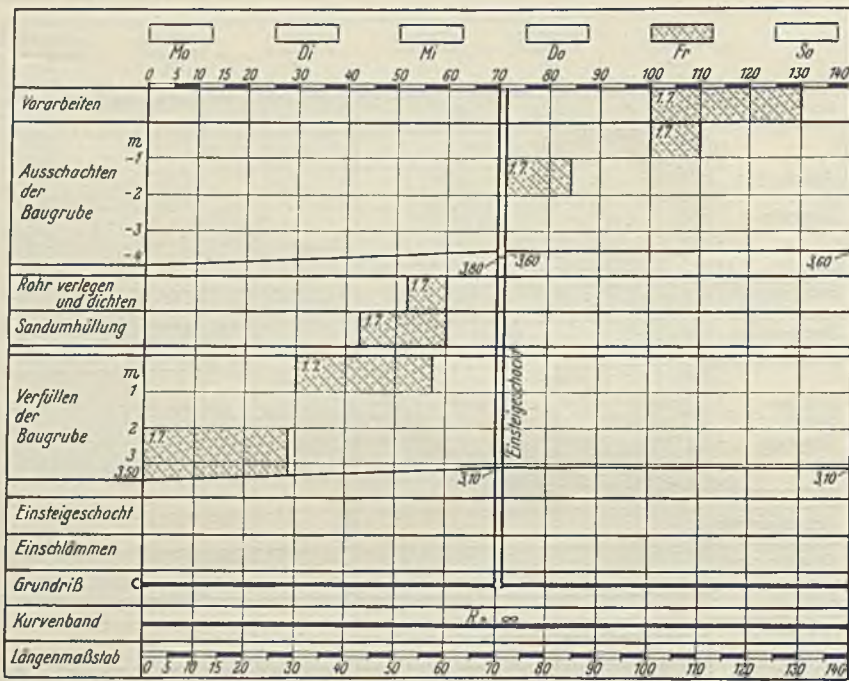 Mo Di Mi Do Fr Sa
0 5 10 15 20 30 40 50 60 70 80 90 100 110 120 130 140
Vorarbeiten 1.7.
1.7.
m
-1
Ausschachten
der
Baugrube
1.7.
-2
-3
-4
3,80 3,60 3,60
Rohr verlegen
und dichten
1.7.
Sandumhüllung 1.7.
m
1
1.7.
Einsteigeschacht
Verfüllen
der
Baugrube
2
1.7.
3
3,50 3,10 3,10
Einsteigeschacht
Einschlämmen
Grundriß
Kurvenband R = ∞
Längenmaßstab 0 5 10 15 20 30 40 50 60 70 80 90 100 110 120 130 140